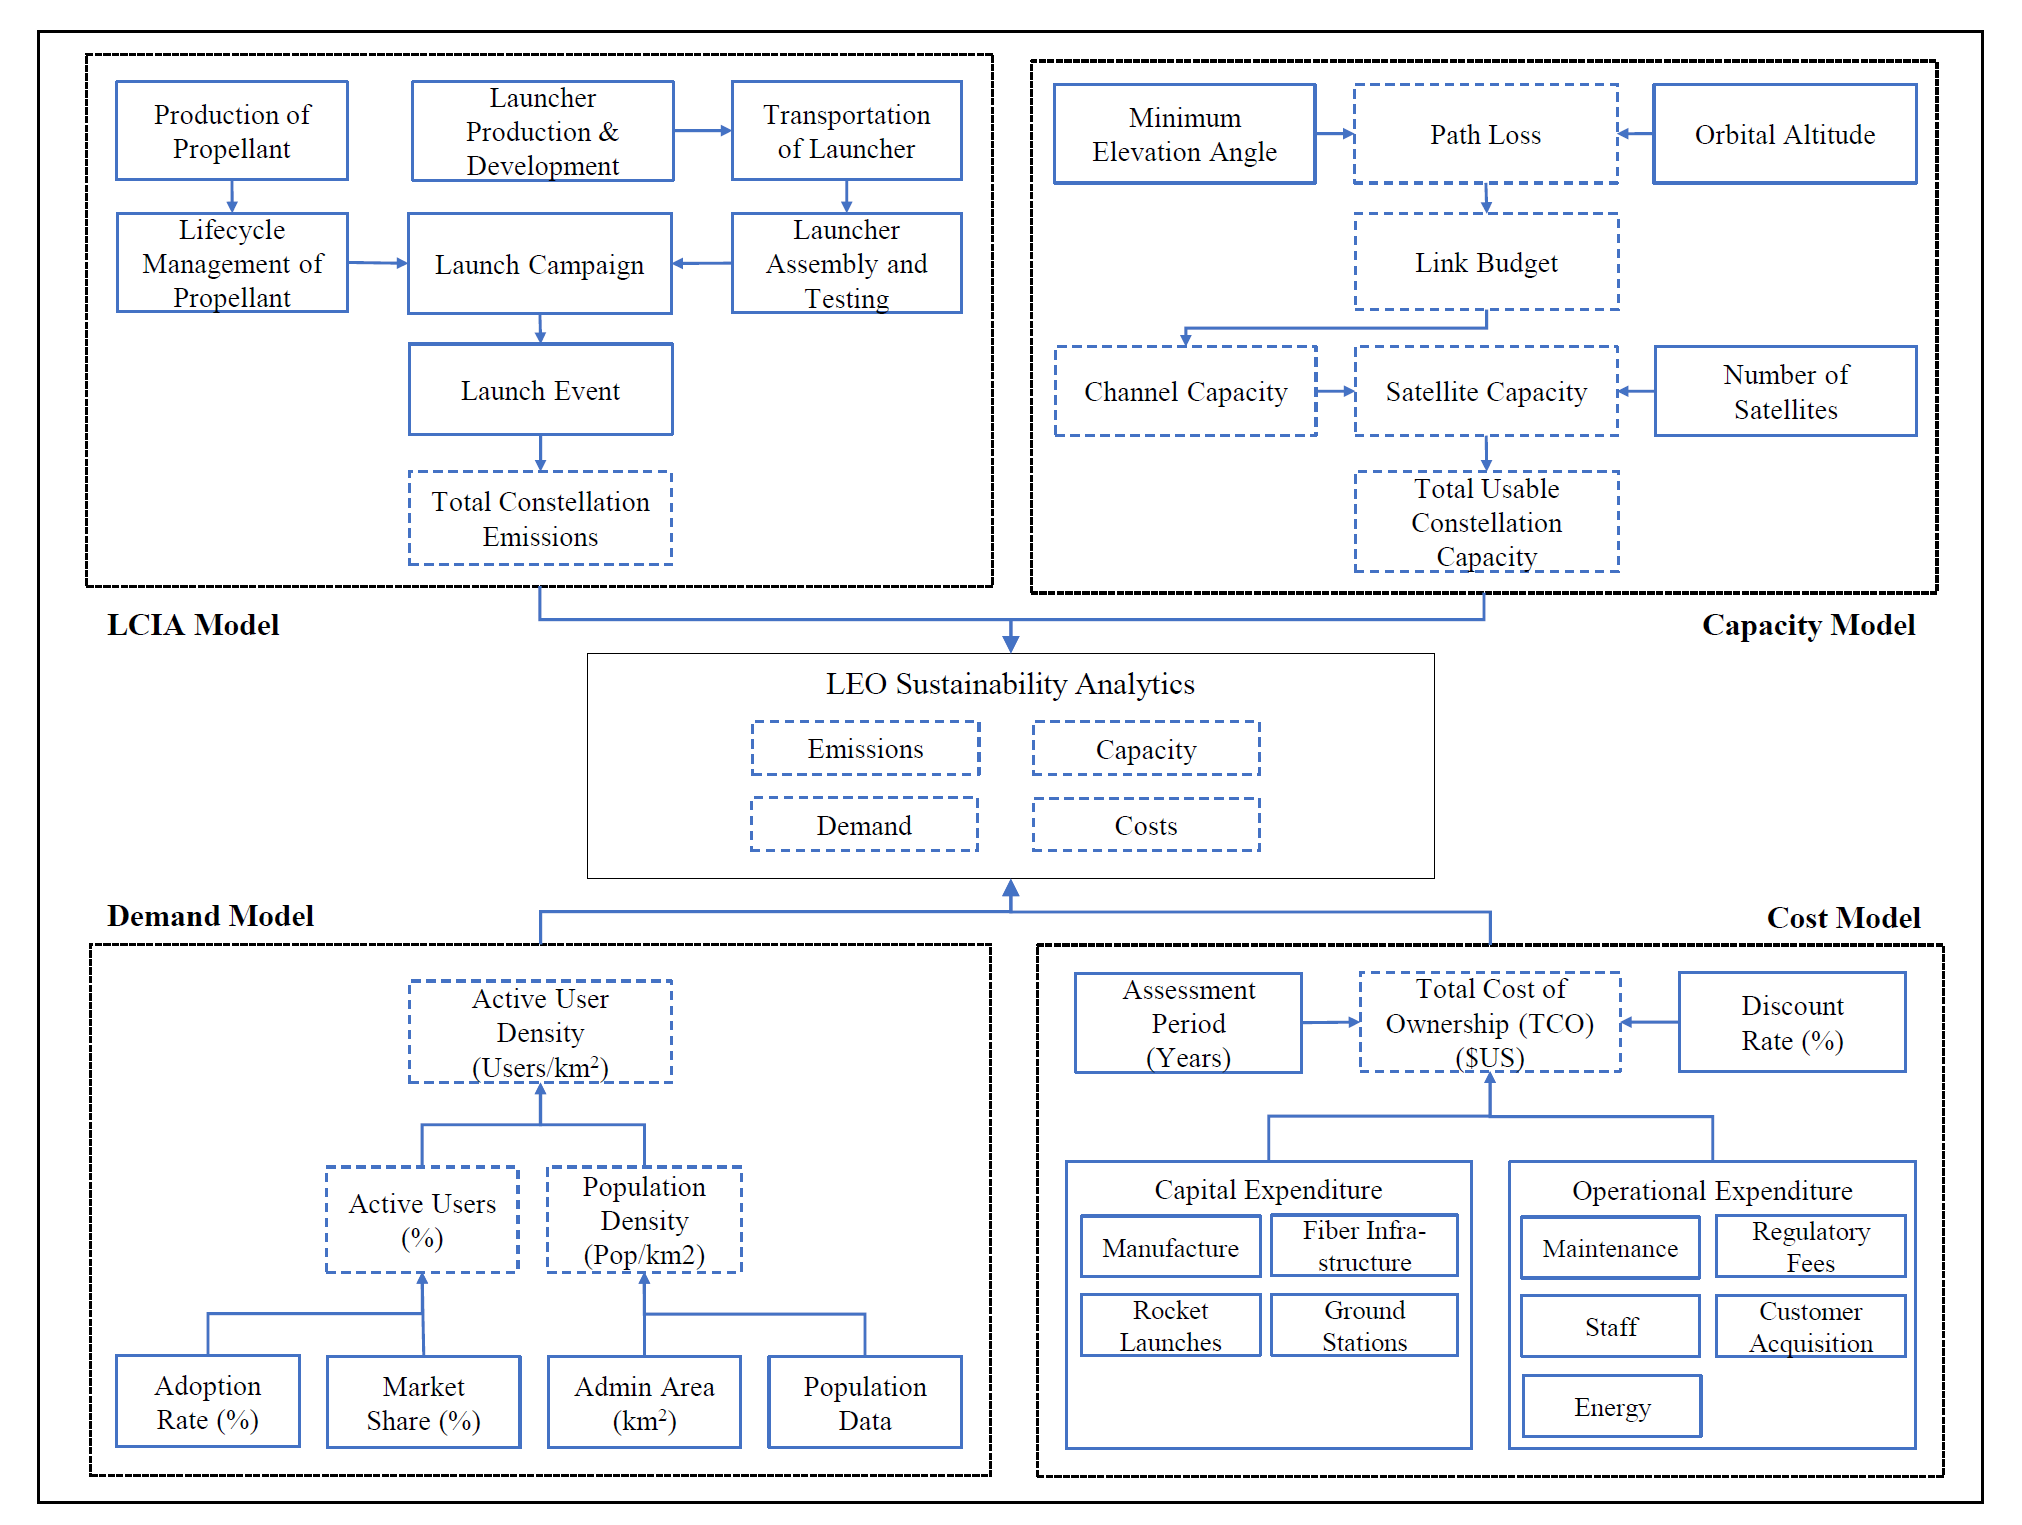 Production of
Propellant
Launcher
Production &
Development
Transportation
of Launcher
Lifecycle
Management of
Propellant
Launch Campaign
Launcher
Assembly and
Testing
Launch Event
Total Constellation
Emissions
LCIA Model
Minimum
Elevation Angle
Path Loss
Orbital Altitude
Link Budget
Channel Capacity
Satellite Capacity
Number of
Satellites
Total Usable
Constellation
Capacity
Capacity Model
LEO Sustainability Analytics
Emissions
Capacity
Demand
Costs
Demand Model
Active User
Density
(Users/km²)
Active Users
(%)
Population
Density
(Pop/km2)
Adoption
Rate (%)
Market
Share (%)
Admin Area
(km²)
Population
Data
Cost Model
Assessment
Period
(Years)
Total Cost of
Ownership (TCO)
($US)
Discount
Rate (%)
Capital Expenditure
Manufacture
Fiber Infra-
structure
Rocket
Launches
Ground
Stations
Operational Expenditure
Maintenance
Regulatory
Fees
Staff
Customer
Acquisition
Energy